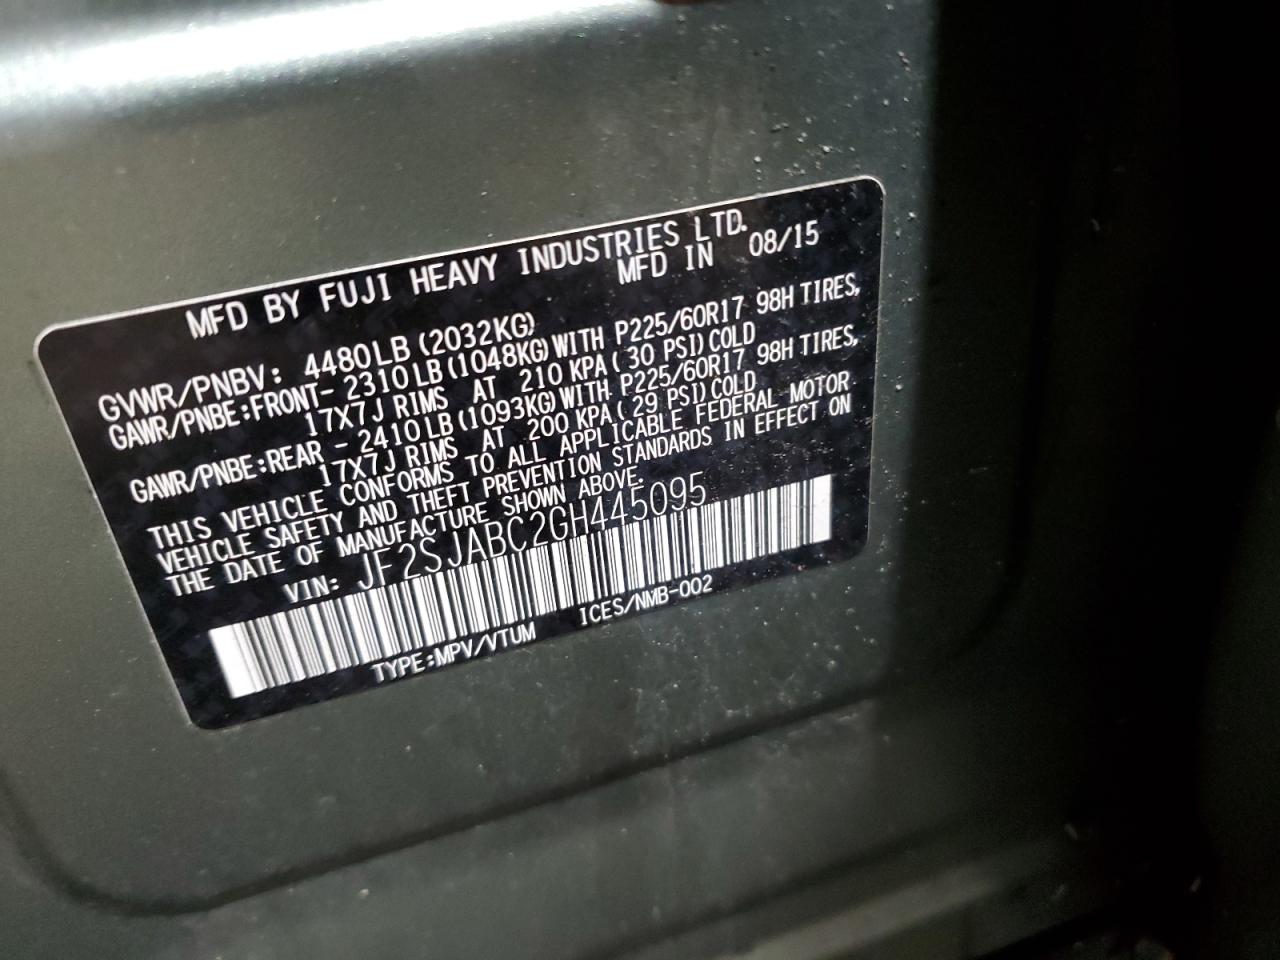 MFD BY FUJI HEAVY INDUSTRIES LTD.
MFD IN 08/15
GVWR/PNBV: 4480LB (2032KG)
GAWR/PNBE:FRONT- 2310LB(1048KG)WITH P225/60R17 98H TIRES,
17X7J RIMS AT 210 KPA( 30 PSI)COLD
GAWR/PNBE:REAR - 2410LB(1093KG)WITH P225/60R17 98H TIRES,
17X7J RIMS AT 200 KPA( 29 PSI)COLD
THIS VEHICLE CONFORMS TO ALL APPLICABLE FEDERAL MOTOR
VEHICLE SAFETY AND THEFT PREVENTION STANDARDS IN EFFECT ON
THE DATE OF MANUFACTURE SHOWN ABOVE.
VIN: JF2SJABC2GH445095
TYPE:MPV/VTUM ICES/NMB-002